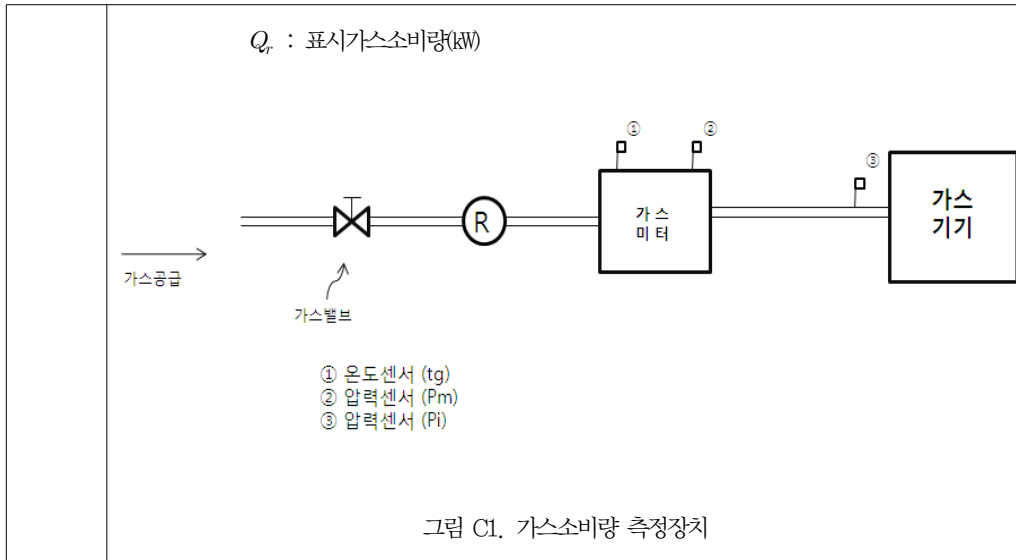 Qr : 표시가스소비량(kW)
①
②
③
R
가 스
미 터
가스
기기
가스공급
가스밸브
① 온도센서 (tg)
② 압력센서 (Pm)
③ 압력센서 (Pi)
그림 C1. 가스소비량 측정장치